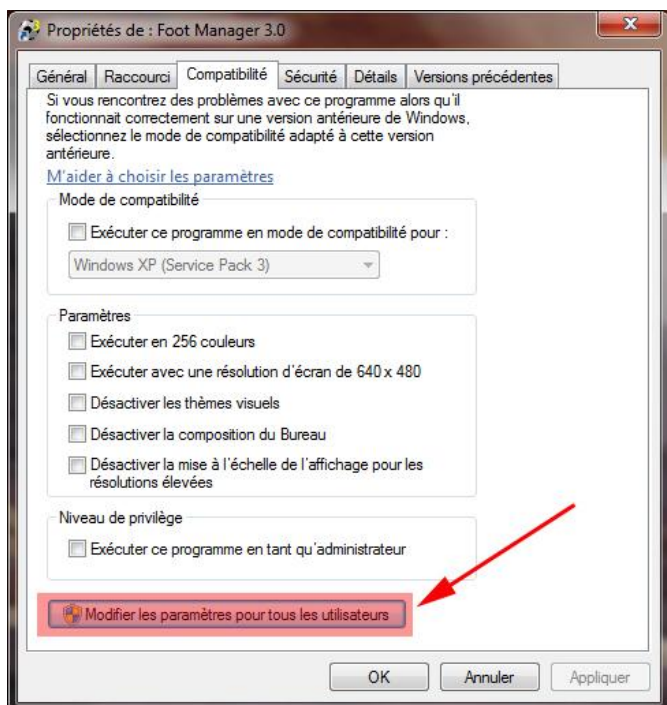 Propriétés de : Foot Manager 3.0
Général Raccourci Compatibilité Sécurité Détails Versions précédentes
Si vous rencontrez des problèmes avec ce programme alors qu'il
fonctionnait correctement sur une version antérieure de Windows,
sélectionnez le mode de compatibilité adapté à cette version
antérieure.
M'aider à choisir les paramètres
Mode de compatibilité
Exécuter ce programme en mode de compatibilité pour :
Windows XP (Service Pack 3)
Paramètres
Exécuter en 256 couleurs
Exécuter avec une résolution d'écran de 640 x 480
Désactiver les thèmes visuels
Désactiver la composition du Bureau
Désactiver la mise à l'échelle de l'affichage pour les
résolutions élevées
Niveau de privilège
Exécuter ce programme en tant qu'administrateur
Modifier les paramètres pour tous les utilisateurs
OK Annuler Appliquer